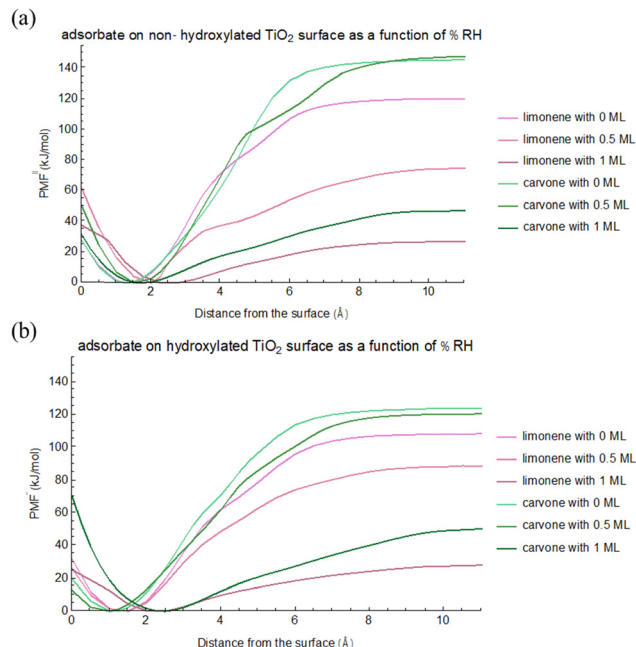 (a)
adsorbate on non- hydroxylated TiO₂ surface as a function of % RH
PMF (kJ/mol)
140
120
100
80
60
40
20
0
0 2 4 6 8 10
Distance from the surface (Å)
limonene with 0 ML
limonene with 0.5 ML
limonene with 1 ML
carvone with 0 ML
carvone with 0.5 ML
carvone with 1 ML
(b)
adsorbate on hydroxylated TiO₂ surface as a function of % RH
PMF (kJ/mol)
140
120
100
80
60
40
20
0
0 2 4 6 8 10
Distance from the surface (Å)
limonene with 0 ML
limonene with 0.5 ML
limonene with 1 ML
carvone with 0 ML
carvone with 0.5 ML
carvone with 1 ML